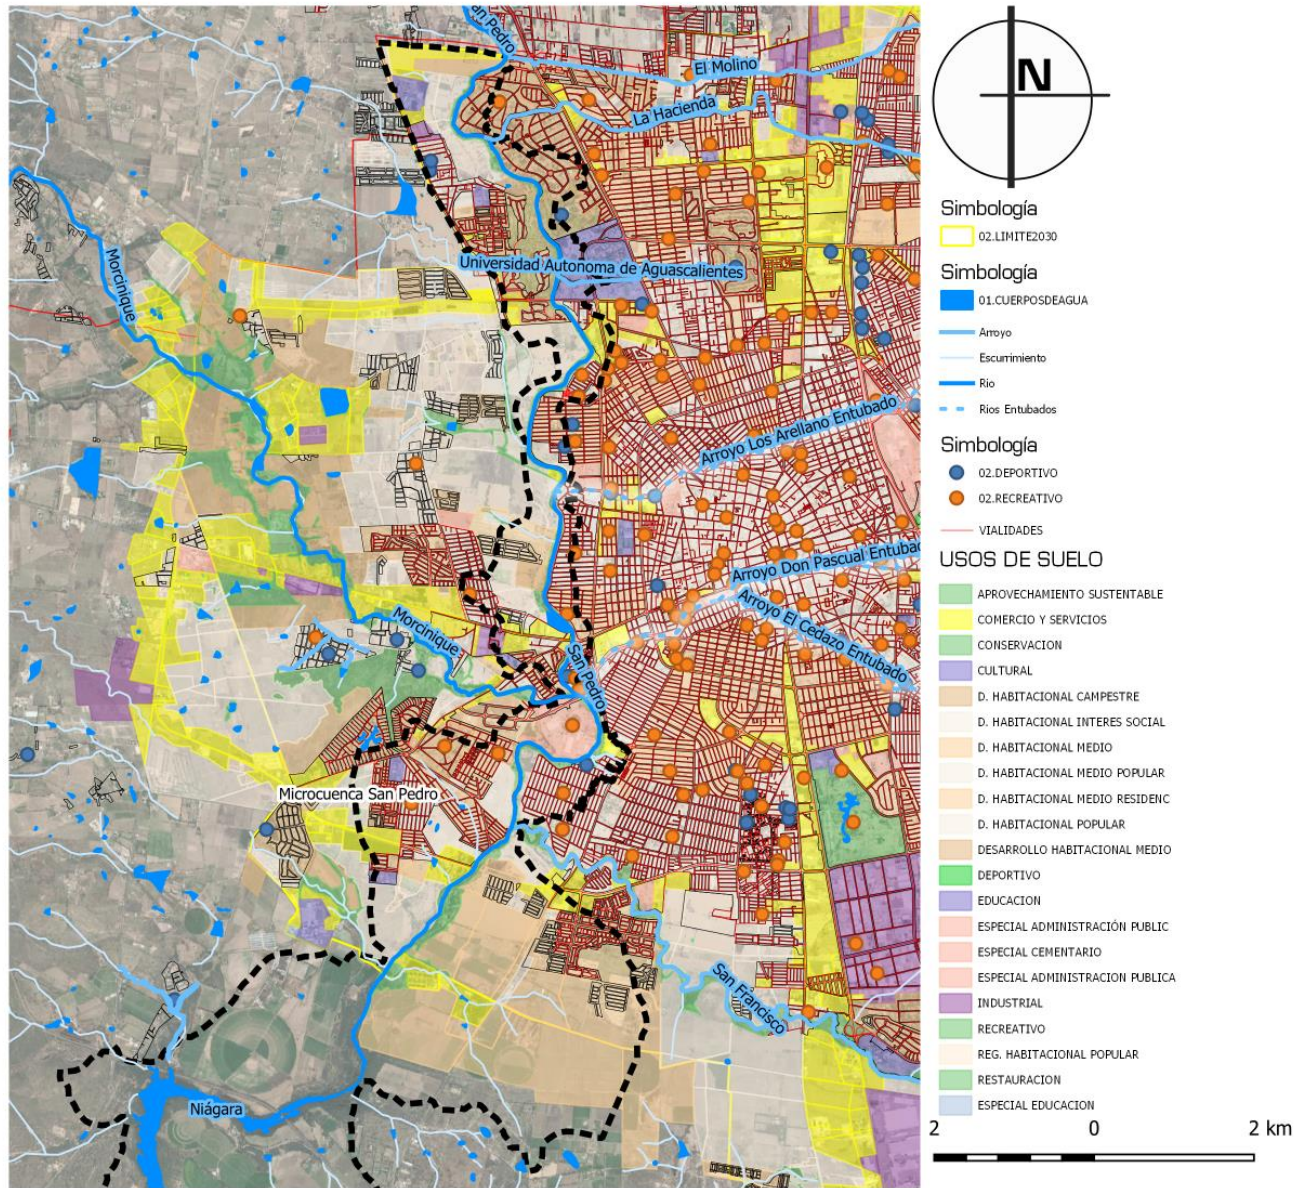 San Pedro
El Molino
La Hacienda
Universidad Autonoma de Aguascalientes
Morcinique
Arroyo Los Arellano Entubado
Arroyo Don Pascual Entubad
Arroyo El Cedazo Entubado
Morcinique
San Pedro
Microcuenca San Pedro
San Francisco
Niágara
N
Simbología
02.LIMITE2030
Simbología
01.CUERPOSDEAGUA
Arroyo
Escurrimiento
Rio
Rios Entubados
Simbología
02.DEPORTIVO
02.RECREATIVO
VIALIDADES
USOS DE SUELO
APROVECHAMIENTO SUSTENTABLE
COMERCIO Y SERVICIOS
CONSERVACION
CULTURAL
D. HABITACIONAL CAMPESTRE
D. HABITACIONAL INTERES SOCIAL
D. HABITACIONAL MEDIO
D. HABITACIONAL MEDIO POPULAR
D. HABITACIONAL MEDIO RESIDENC
D. HABITACIONAL POPULAR
DESARROLLO HABITACIONAL MEDIO
DEPORTIVO
EDUCACION
ESPECIAL ADMINISTRACIÓN PUBLIC
ESPECIAL CEMENTARIO
ESPECIAL ADMINISTRACION PUBLICA
INDUSTRIAL
RECREATIVO
REG. HABITACIONAL POPULAR
RESTAURACION
ESPECIAL EDUCACION
2 0 2 km